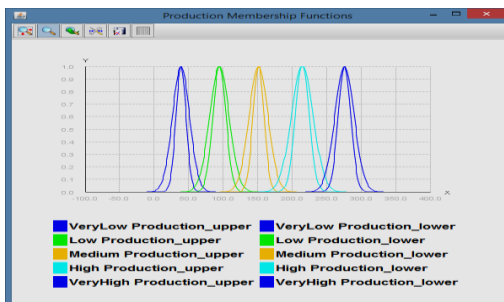 Production Membership Functions
Y
1.0
0.9
0.8
0.7
0.6
0.5
0.4
0.3
0.2
0.1
0.0
-100.0 -50.0 0.0 50.0 100.0 150.0 200.0 250.0 300.0 350.0 400.0 X
VeryLow Production_upper VeryLow Production_lower
Low Production_upper Low Production_lower
Medium Production_upper Medium Production_lower
High Production_upper High Production_lower
VeryHigh Production_upper VeryHigh Production_lower